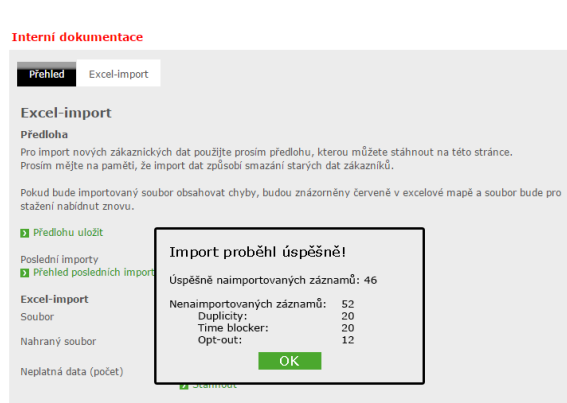 Interní dokumentace
Přehled
Excel-import
Excel-import
Předloha
Pro import nových zákaznických dat použijte prosím předlohu, kterou můžete stáhnout na této stránce.
Prosím mějte na paměti, že import dat způsobí smazání starých dat zákazníků.
Pokud bude importovaný soubor obsahovat chyby, budou znázorněny červeně v excelové mapě a soubor bude pro
stažení nabídnut znovu.
Předlohu uložit
Poslední importy
Přehled posledních import
Excel-import
Soubor
Nahraný soubor
Neplatná data (počet)
Import proběhl úspěšně!
Úspěšně naimportovaných záznamů: 46
Nenaimportovaných záznamů: 52
Duplicity: 20
Time blocker: 20
Opt-out: 12
OK